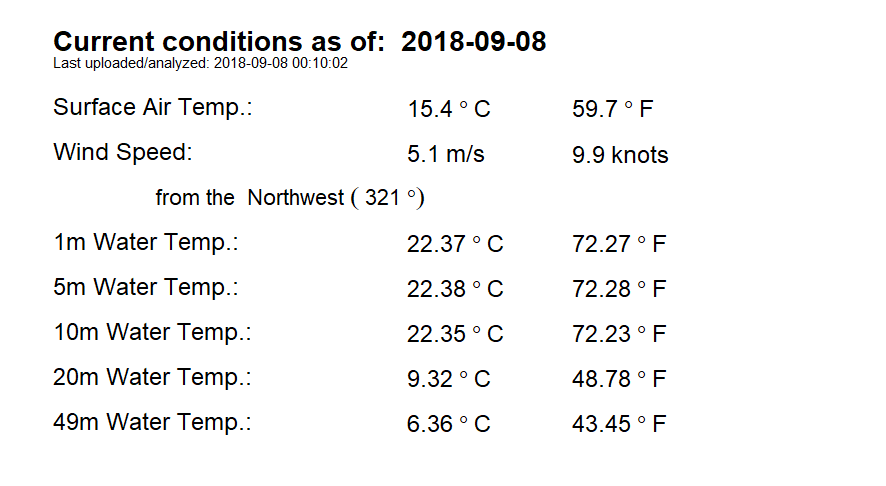 Current conditions as of: 2018-09-08
Last uploaded/analyzed: 2018-09-08 00:10:02
Surface Air Temp.: 15.4 ° C 59.7 ° F
Wind Speed: 5.1 m/s 9.9 knots
from the Northwest ( 321 °)
1m Water Temp.: 22.37 ° C 72.27 ° F
5m Water Temp.: 22.38 ° C 72.28 ° F
10m Water Temp.: 22.35 ° C 72.23 ° F
20m Water Temp.: 9.32 ° C 48.78 ° F
49m Water Temp.: 6.36 ° C 43.45 ° F